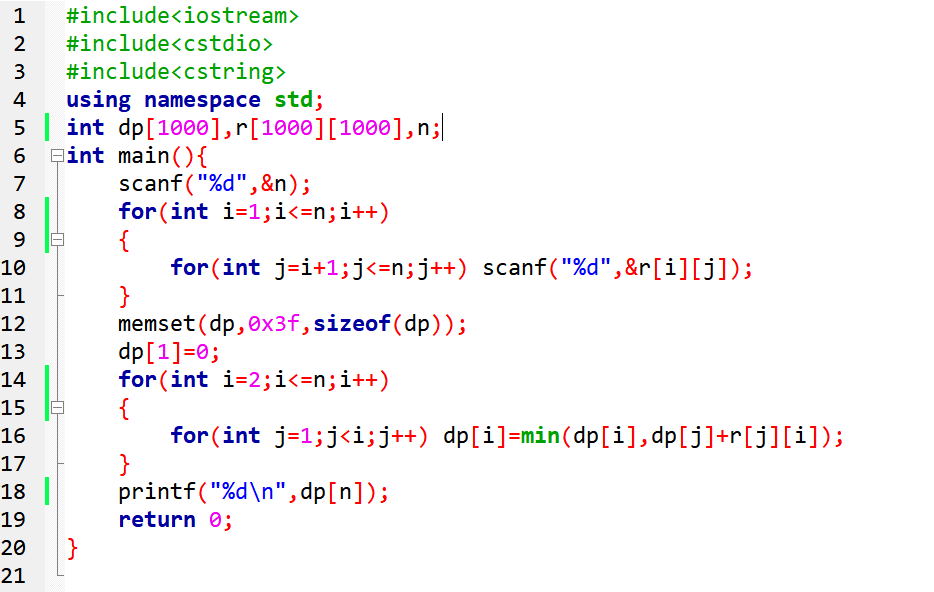 1 #include<iostream>
2 #include<cstdio>
3 #include<cstring>
4 using namespace std;
5 int dp[1000],r[1000][1000],n;
6 int main(){
7     scanf("%d",&n);
8     for(int i=1;i<=n;i++)
9     {
10         for(int j=i+1;j<=n;j++) scanf("%d",&r[i][j]);
11     }
12     memset(dp,0x3f,sizeof(dp));
13     dp[1]=0;
14     for(int i=2;i<=n;i++)
15     {
16         for(int j=1;j<i;j++) dp[i]=min(dp[i],dp[j]+r[j][i]);
17     }
18     printf("%d\n",dp[n]);
19     return 0;
20 }
21